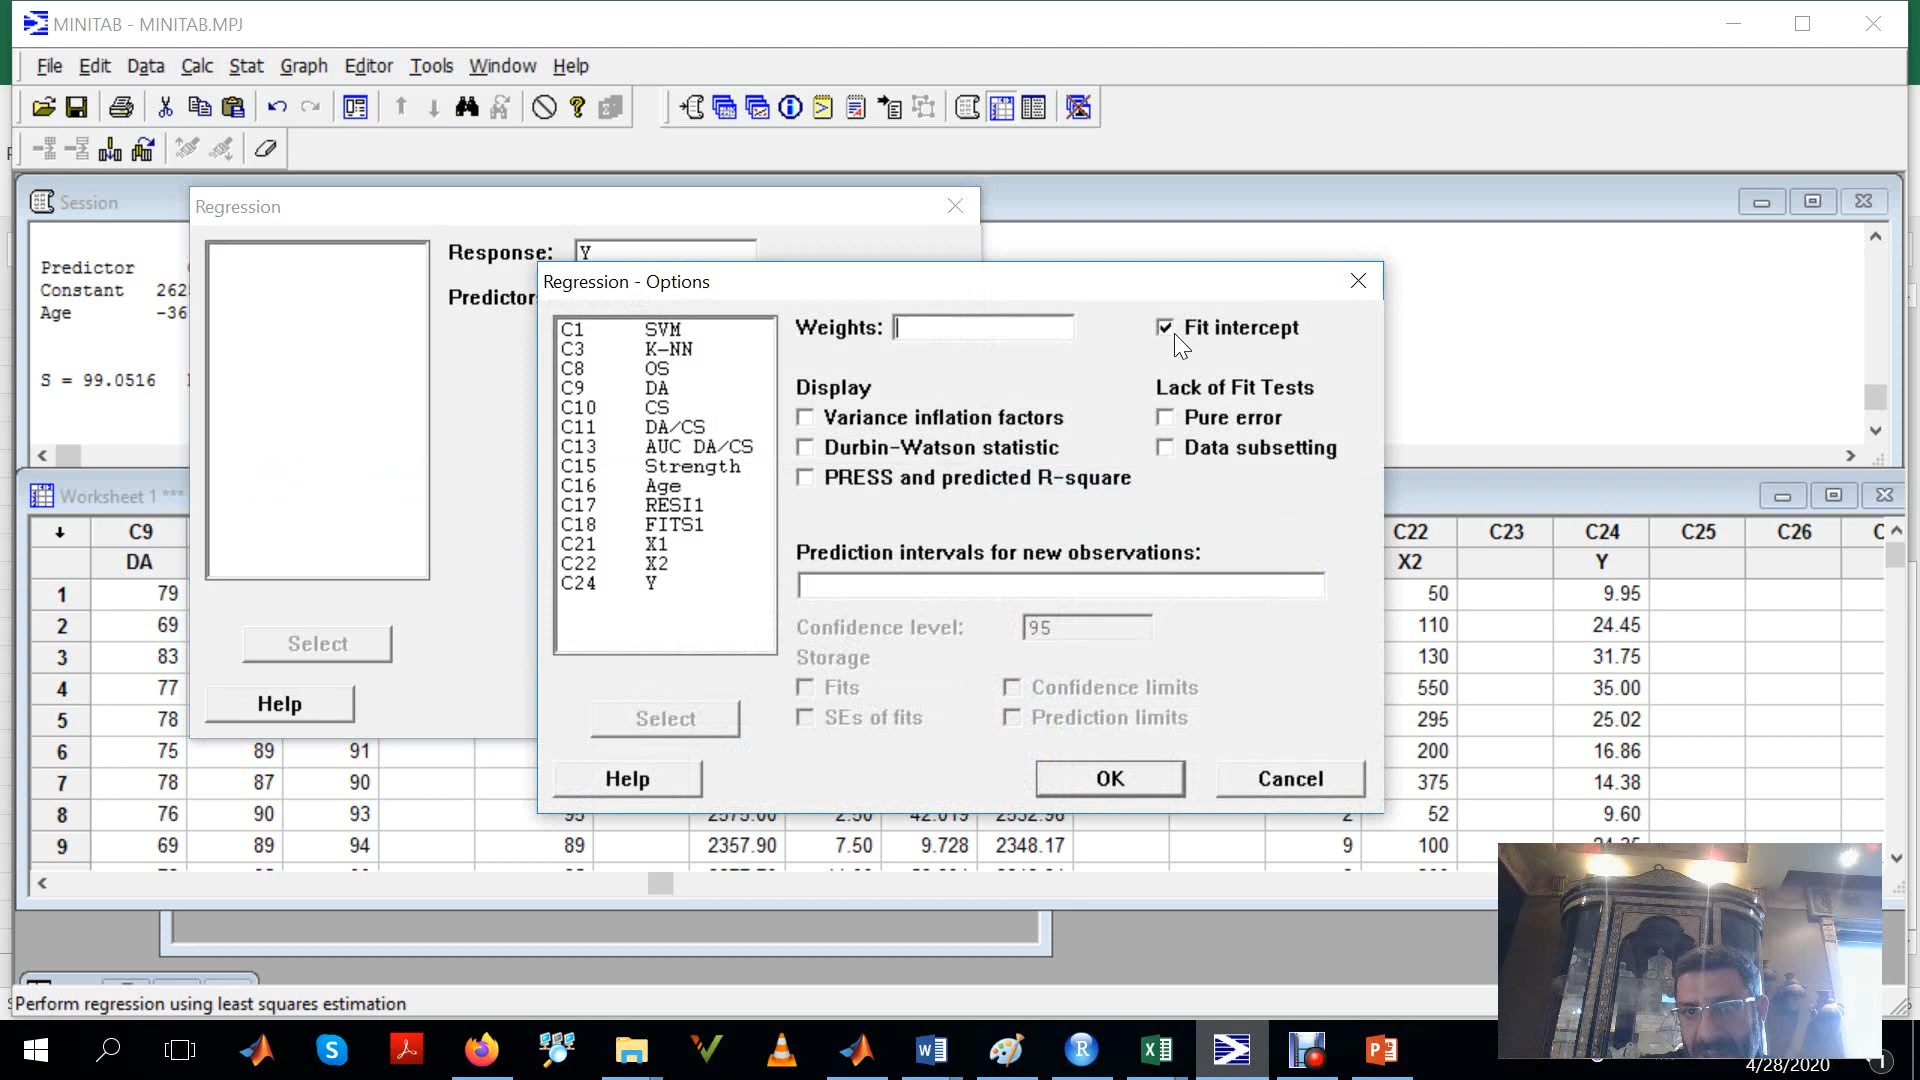 MINITAB - MINITAB.MPJ
File Edit Data Calc Stat Graph Editor Tools Window Help
Session
Regression
Response: Y
Predictor
Predictor
Constant 262
Age -36
S = 99.0516
Select
Help
Regression - Options
C1 SVM
C3 K-NN
C8 OS
C9 DA
C10 CS
C11 DA/CS
C13 AUC DA/CS
C15 Strength
C16 Age
C17 RESI1
C18 FITS1
C21 X1
C22 X2
C24 Y
Weights:
Fit intercept
Display
Variance inflation factors
Durbin-Watson statistic
PRESS and predicted R-square
Lack of Fit Tests
Pure error
Data subsetting
Prediction intervals for new observations:
Confidence level: 95
Storage
Fits Confidence limits
SEs of fits Prediction limits
Select
Help OK Cancel
Worksheet 1 ***
C9 C22 C23 C24 C25 C26
DA X2 Y
1 79 50 9.95
2 69 110 24.45
3 83 130 31.75
4 77 550 35.00
5 78 295 25.02
6 75 89 91 200 16.86
7 78 87 90 375 14.38
8 76 90 93 95 2575.00 2.50 42.019 2532.98 2 52 9.60
9 69 89 94 89 2357.90 7.50 9.728 2348.17 9 100
Perform regression using least squares estimation
4/28/2020